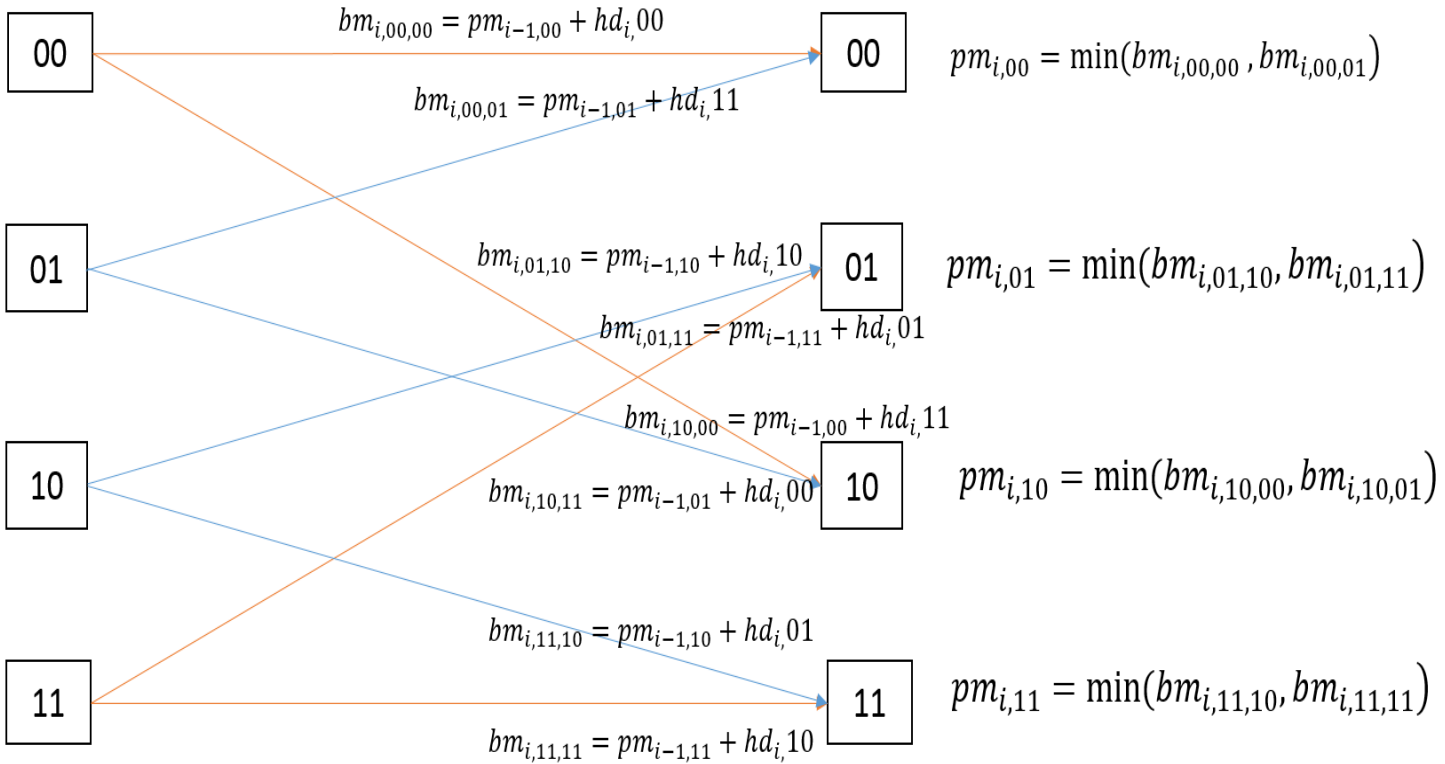 bm_{i,00,00} = pm_{i−1,00} + hd_{i,}00
00
00
pm_{i,00} = min(bm_{i,00,00} , bm_{i,00,01})
bm_{i,00,01} = pm_{i−1,01} + hd_{i,}11
bm_{i,01,10} = pm_{i−1,10} + hd_{i,}10
01
01
pm_{i,01} = min(bm_{i,01,10}, bm_{i,01,11})
bm_{i,01,11} = pm_{i−1,11} + hd_{i,}01
bm_{i,10,00} = pm_{i−1,00} + hd_{i,}11
10
10
pm_{i,10} = min(bm_{i,10,00}, bm_{i,10,01})
bm_{i,10,11} = pm_{i−1,01} + hd_{i,}00
bm_{i,11,10} = pm_{i−1,10} + hd_{i,}01
11
11
pm_{i,11} = min(bm_{i,11,10}, bm_{i,11,11})
bm_{i,11,11} = pm_{i−1,11} + hd_{i,}10